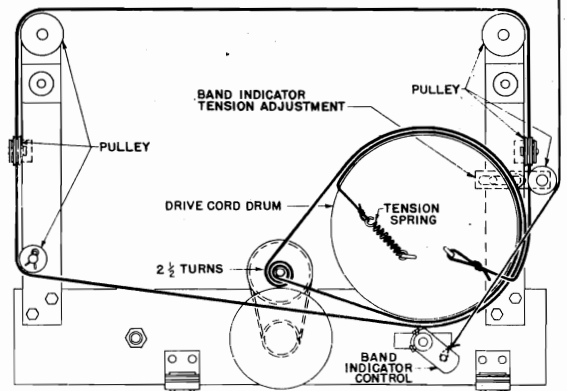 BAND INDICATOR
TENSION ADJUSTMENT
PULLEY
PULLEY
DRIVE CORD DRUM
TENSION
SPRING
2 ½ TURNS
BAND
INDICATOR
CONTROL